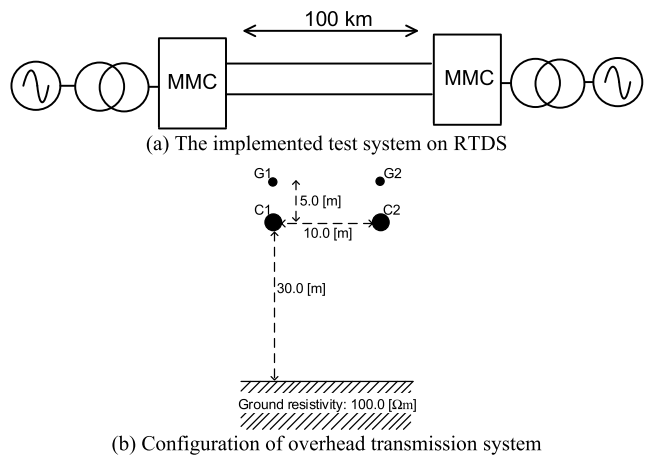 100 km
MMC
MMC
(a) The implemented test system on RTDS
G1
G2
5.0 [m]
C1
C2
10.0 [m]
30.0 [m]
Ground resistivity: 100.0 [Ωm]
(b) Configuration of overhead transmission system